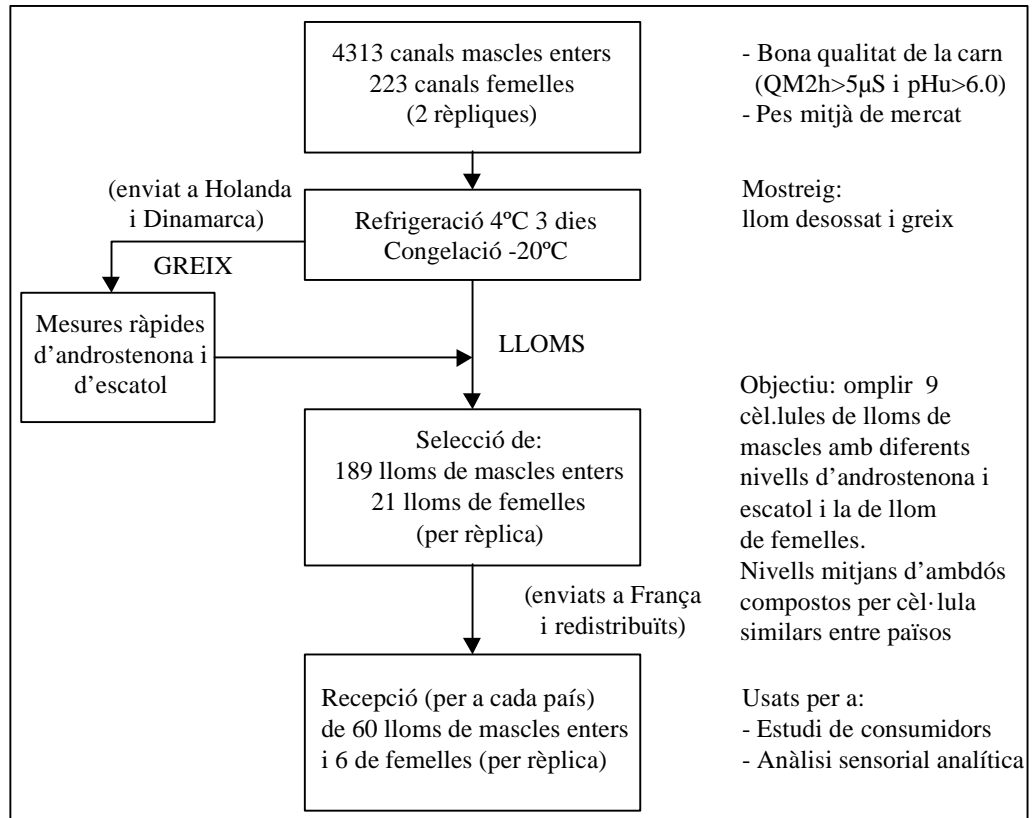 4313 canals mascles enters
223 canals femelles
(2 rèpliques)
- Bona qualitat de la carn
(QM2h>5µS i pHu>6.0)
- Pes mitjà de mercat
(enviat a Holanda
i Dinamarca)
Refrigeració 4ºC 3 dies
Congelació -20ºC
Mostreig:
llom desossat i greix
GREIX
Mesures ràpides
d’androstenona i
d’escatol
LLOMS
Selecció de:
189 lloms de mascles enters
21 lloms de femelles
(per rèplica)
Objectiu: omplir 9
cèl.lules de lloms de
mascles amb diferents
nivells d’androstenona i
escatol i la de llom
de femelles.
Nivells mitjans d’ambdós
compostos per cèl·lula
similars entre països
(enviats a França
i redistribuïts)
Recepció (per a cada país)
de 60 lloms de mascles enters
i 6 de femelles (per rèplica)
Usats per a:
- Estudi de consumidors
- Anàlisi sensorial analítica